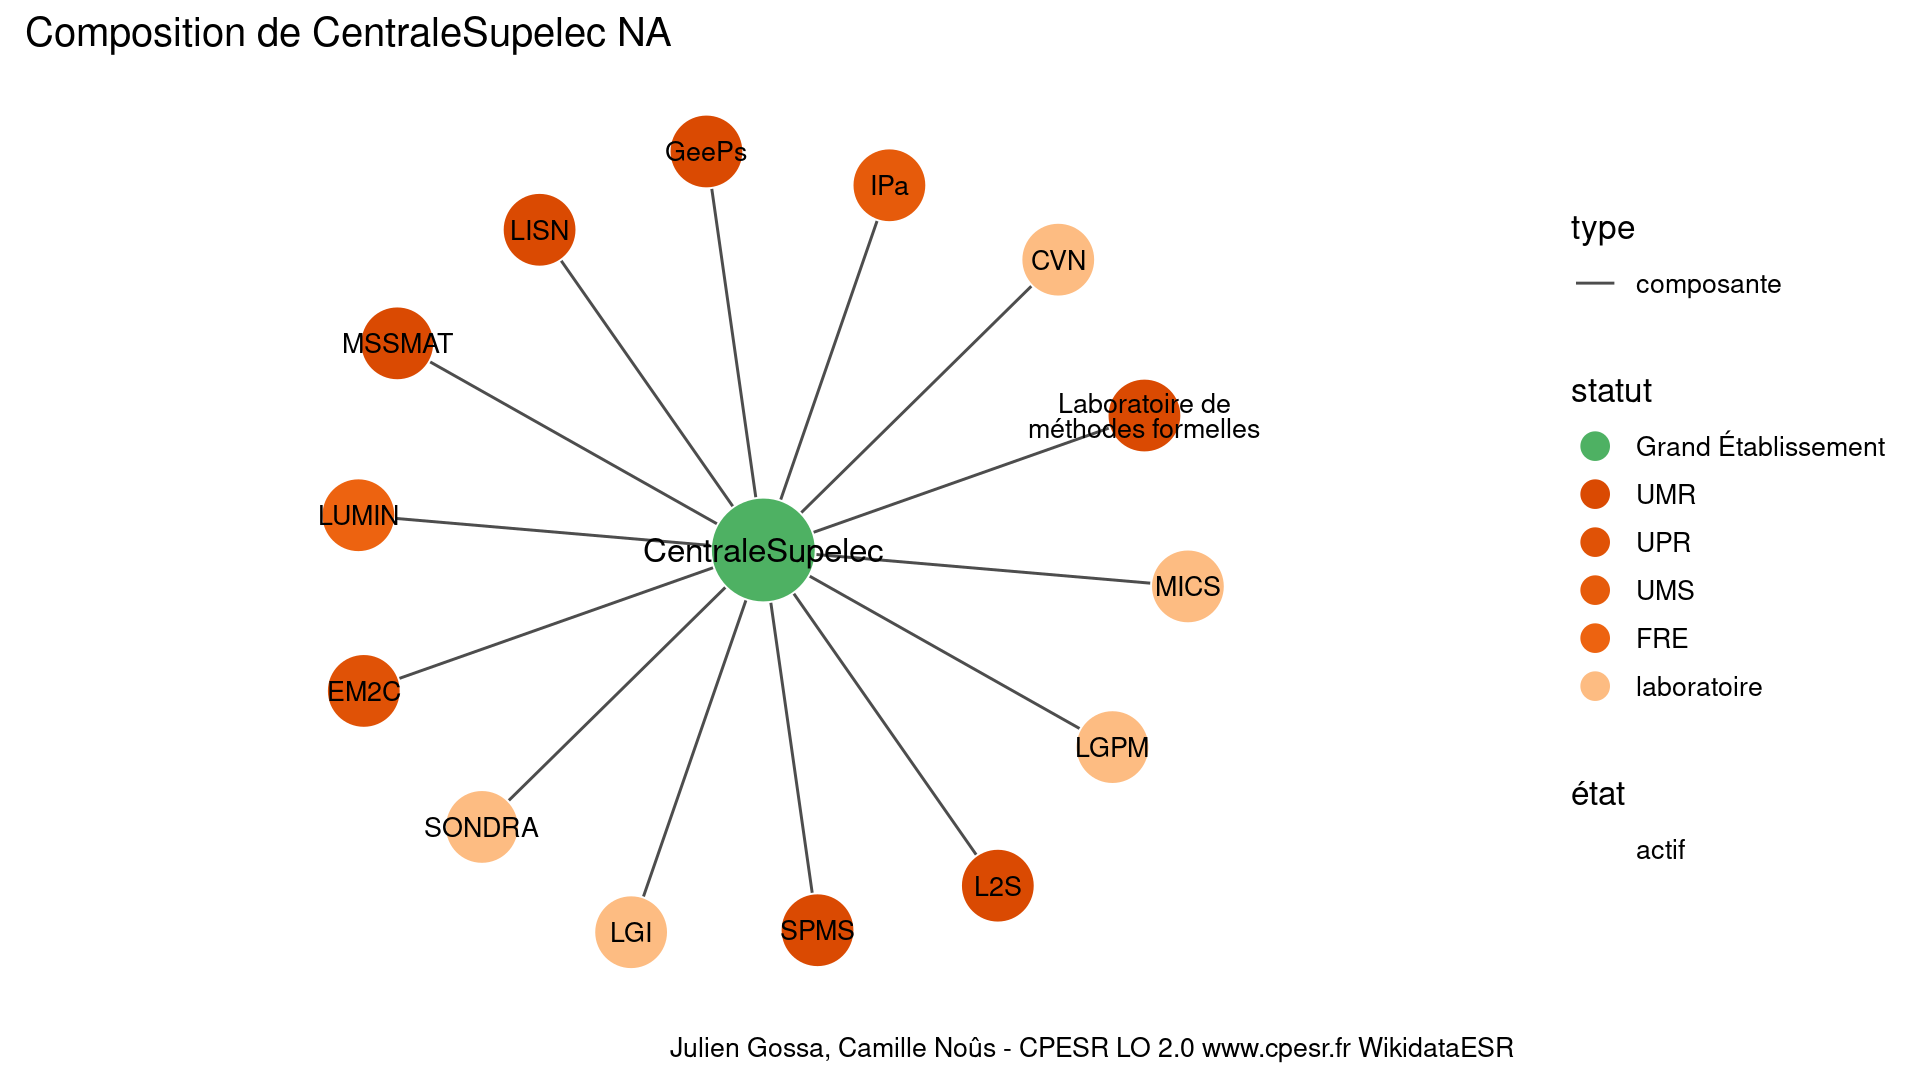 Composition de CentraleSupelec NA
GeePs
IPa
LISN
CVN
MSSMAT
Laboratoire de
méthodes formelles
LUMIN
CentraleSupelec
MICS
EM2C
LGPM
SONDRA
L2S
LGI
SPMS
type
composante
statut
Grand Établissement
UMR
UPR
UMS
FRE
laboratoire
état
actif
Julien Gossa, Camille Noûs - CPESR LO 2.0 www.cpesr.fr WikidataESR